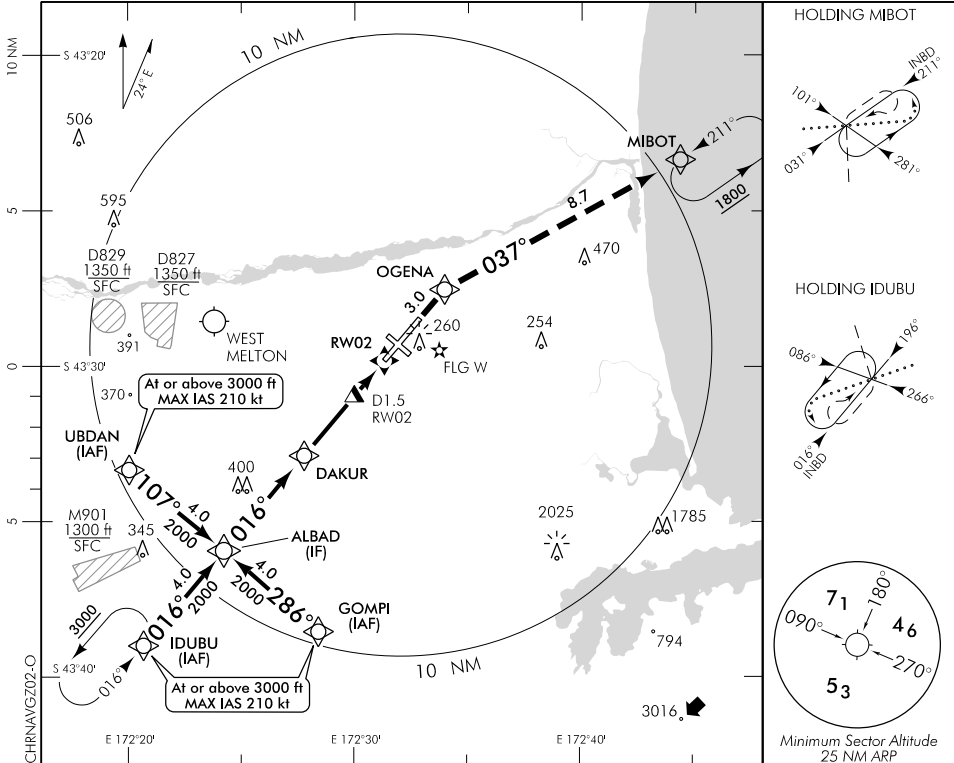 10 NM
S 43°20'
24° E
506
10 NM
MIBOT
211°
1800
595
5
D829
1350 ft
SFC
D827
1350 ft
SFC
8.7
470
037°
OGENA
3.0
260
254
391
WEST
MELTON
RW02
FLG W
0
S 43°30'
370
At or above 3000 ft
MAX IAS 210 kt
D1.5
RW02
UBDAN
(IAF)
DAKUR
400
107°
4.0
2000
016°
M901
1300 ft
SFC
345
5
2025
1785
ALBAD
(IF)
4.0
2000
016°
4.0
2000
286°
GOMPI
(IAF)
3000
IDUBU
(IAF)
794
S 43°40'
016°
10 NM
At or above 3000 ft
MAX IAS 210 kt
3016
CHRNAVGZ02-O
E 172°20'
E 172°30'
E 172°40'
HOLDING MIBOT
INBD
211°
101°
031°
281°
HOLDING IDUBU
196°
086°
266°
016°
INBD
71
180°
090°
46
270°
53
Minimum Sector Altitude
25 NM ARP